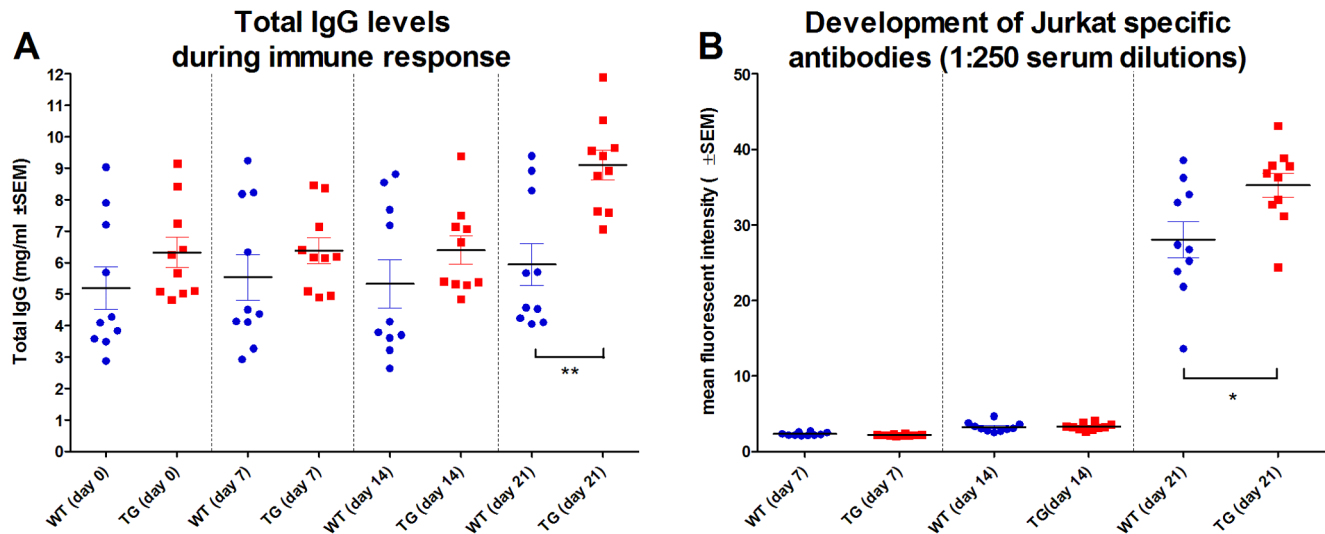 A
Total IgG levels
during immune response
Total IgG (mg/ml ±SEM)
12
11
10
9
8
7
6
5
4
3
2
1
0
**
WT (day 0)
TG (day 0)
WT (day 7)
TG (day 7)
WT (day 14)
TG (day 14)
WT (day 21)
TG (day 21)
B
Development of Jurkat specific
antibodies (1:250 serum dilutions)
mean fluorescent intensity ( ±SEM)
50
40
30
20
10
0
*
WT (day 7)
TG (day 7)
WT (day 14)
TG(day 14)
WT (day 21)
TG (day 21)